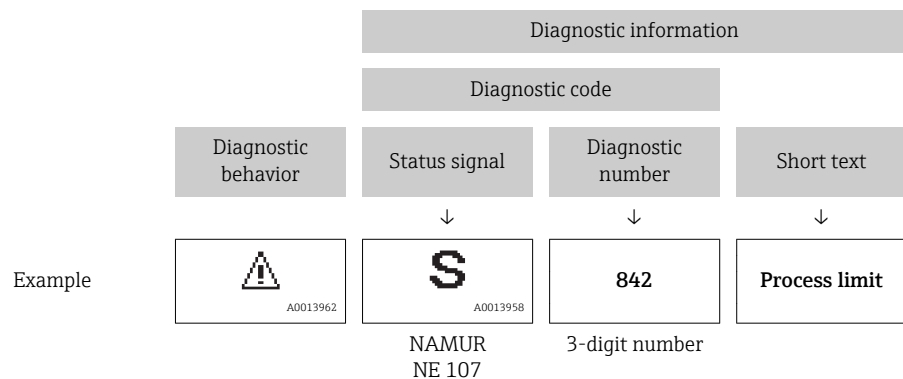 Diagnostic information
Diagnostic code
Diagnostic
behavior
Status signal
Diagnostic
number
Short text
↓
↓
↓
Example
A0013962
S
A0013958
842
Process limit
NAMUR
NE 107
3-digit number